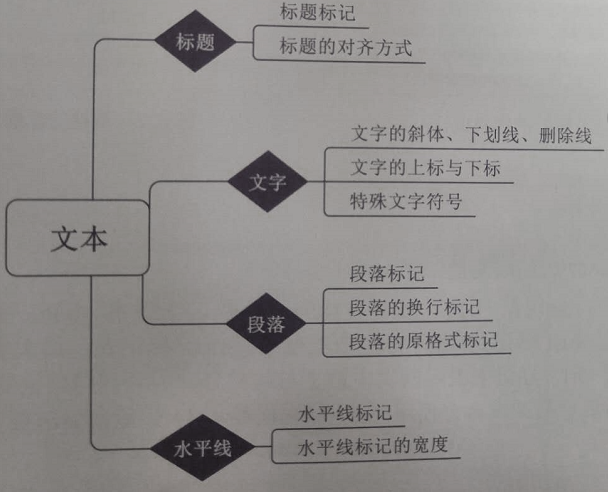 标题标记
标题
标题的对齐方式
文字的斜体、下划线、删除线
文字的上标与下标
文字
特殊文字符号
文本
段落标记
段落的换行标记
段落
段落的原格式标记
水平线标记
水平线
水平线标记的宽度